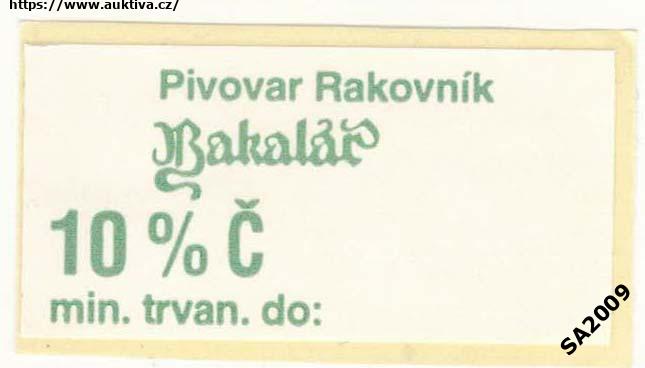 https://www.auktiva.cz/
Pivovar Rakovník
Bakalář
10 % Č
min. trvan. do:
SA2009